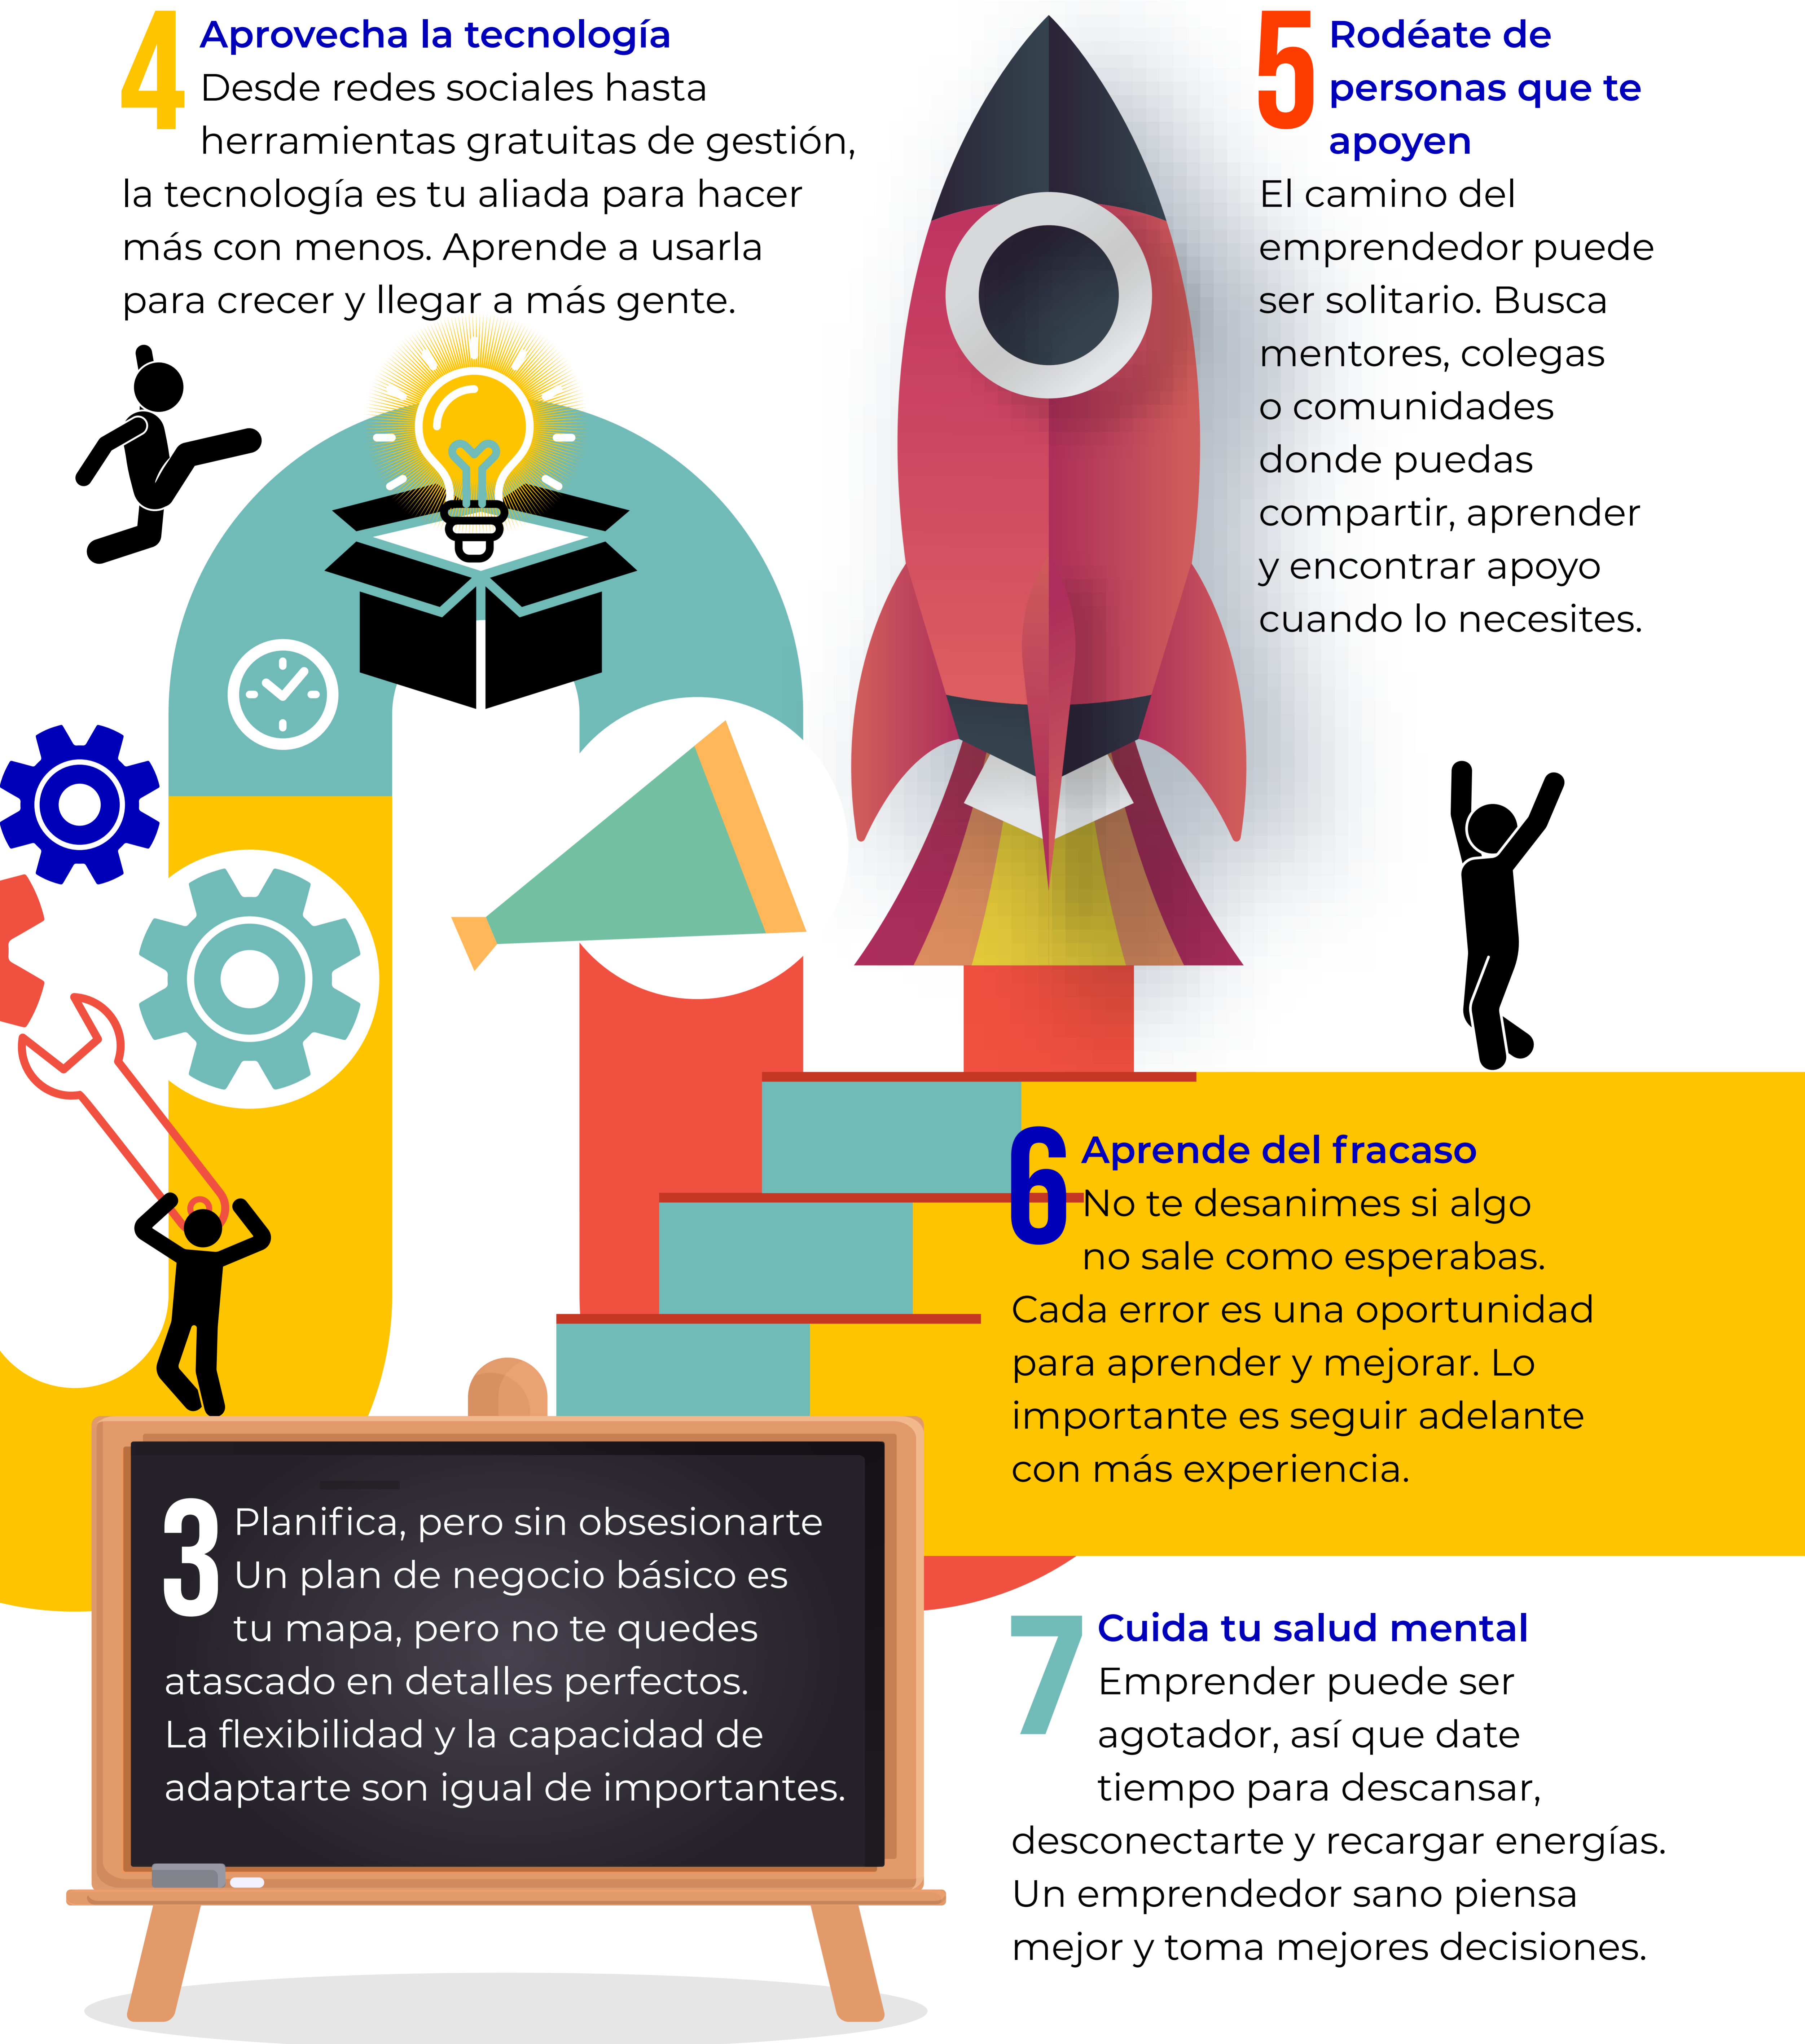 4
Aprovecha la tecnología
Desde redes sociales hasta
herramientas gratuitas de gestión,
la tecnología es tu aliada para hacer
más con menos. Aprende a usarla
para crecer y llegar a más gente.
5
Rodéate de
personas que te
apoyen
El camino del
emprendedor puede
ser solitario. Busca
mentores, colegas
o comunidades
donde puedas
compartir, aprender
y encontrar apoyo
cuando lo necesites.
3
Planifica, pero sin obsesionarte
Un plan de negocio básico es
tu mapa, pero no te quedes
atascado en detalles perfectos.
La flexibilidad y la capacidad de
adaptarte son igual de importantes.
6
Aprende del fracaso
No te desanimes si algo
no sale como esperabas.
Cada error es una oportunidad
para aprender y mejorar. Lo
importante es seguir adelante
con más experiencia.
7
Cuida tu salud mental
Emprender puede ser
agotador, así que date
tiempo para descansar,
desconectarte y recargar energías.
Un emprendedor sano piensa
mejor y toma mejores decisiones.